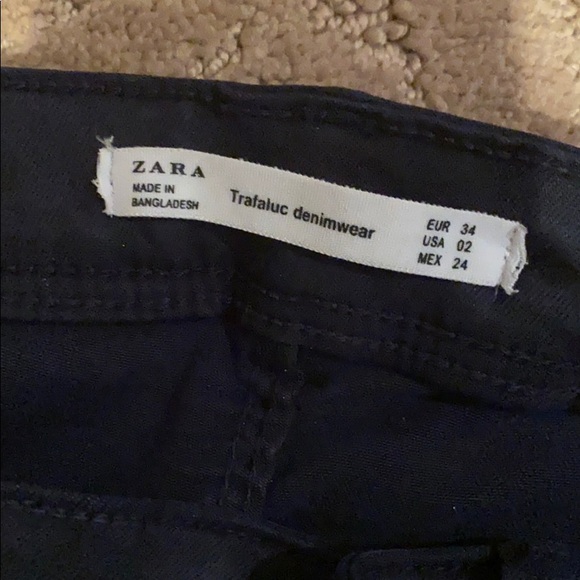 ZARA
MADE IN
BANGLADESH
Trafaluc denimwear
EUR 34
USA 02
MEX 24